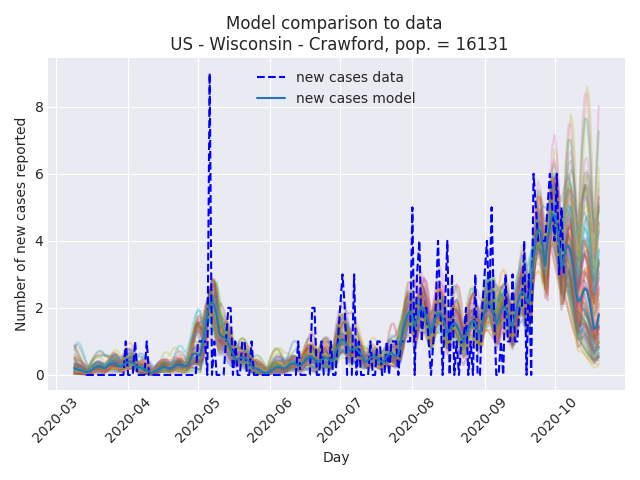 Model comparison to data
US - Wisconsin - Crawford, pop. = 16131
new cases data
new cases model
Number of new cases reported
8
6
4
2
0
2020-03
2020-04
2020-05
2020-06
2020-07
2020-08
2020-09
2020-10
Day